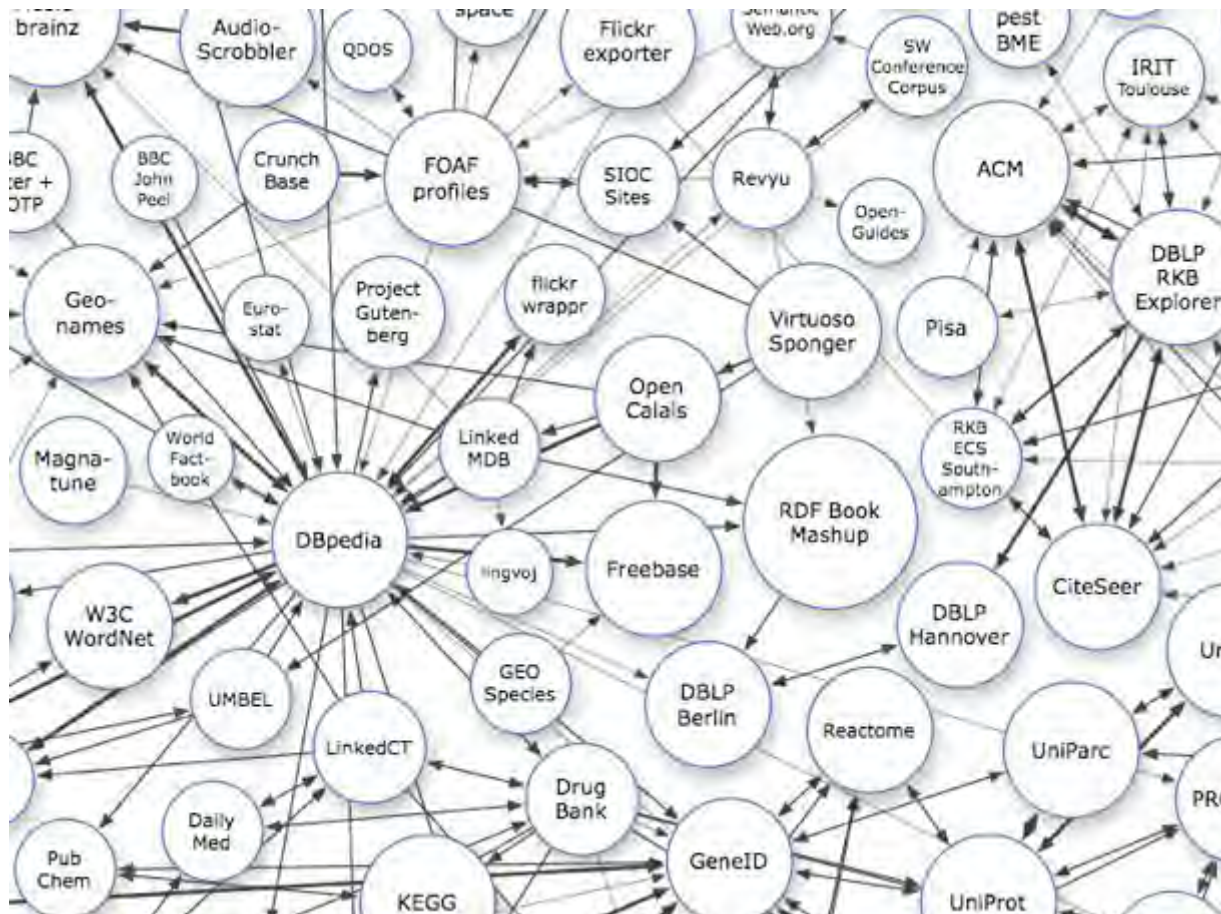 brainz
Audio-
Scrobbler
QDOS
space
Flickr
exporter
Semantic
Web.org
SW
Conference
Corpus
pest
BME
IRIT
Toulouse
BBC
John
Peel
Crunch
Base
FOAF
profiles
SIOC
Sites
Revyu
Open-
Guides
ACM
DBLP
RKB
Explorer
Geo-
names
Euro-
stat
Project
Guten-
berg
flickr
wrappr
Virtuoso
Sponger
Pisa
Magna-
tune
World
Fact-
book
Linked
MDB
Open
Calais
RKB
ECS
South-
ampton
DBpedia
lingvoj
Freebase
RDF Book
Mashup
CiteSeer
W3C
WordNet
UMBEL
GEO
Species
DBLP
Berlin
DBLP
Hannover
LinkedCT
Reactome
UniParc
Daily
Med
Drug
Bank
Pub
Chem
KEGG
GeneID
UniProt